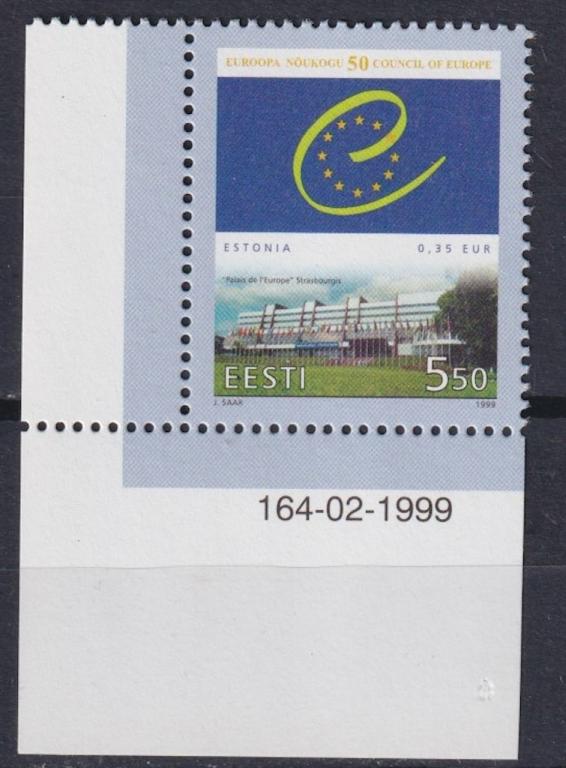 EUROOPA NÕUKOGU 50 COUNCIL OF EUROPE
ESTONIA 0,35 EUR
"Palais de l'Europe" Strasbourgis
EESTI 5.50
J. SAAR 1999
164-02-1999